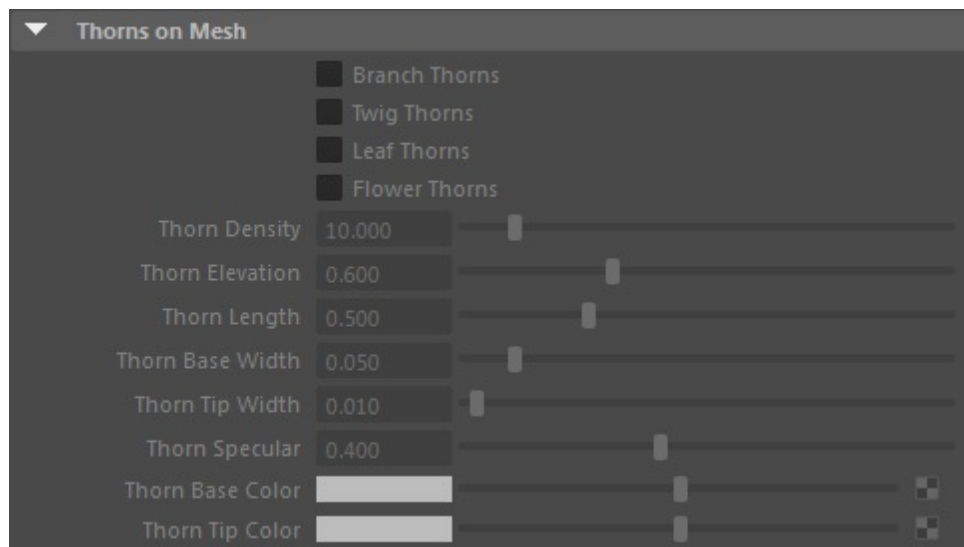 Thorns on Mesh
Branch Thorns
Twig Thorns
Leaf Thorns
Flower Thorns
Thorn Density 10.000
Thorn Elevation 0.600
Thorn Length 0.500
Thorn Base Width 0.050
Thorn Tip Width 0.010
Thorn Specular 0.400
Thorn Base Color
Thorn Tip Color